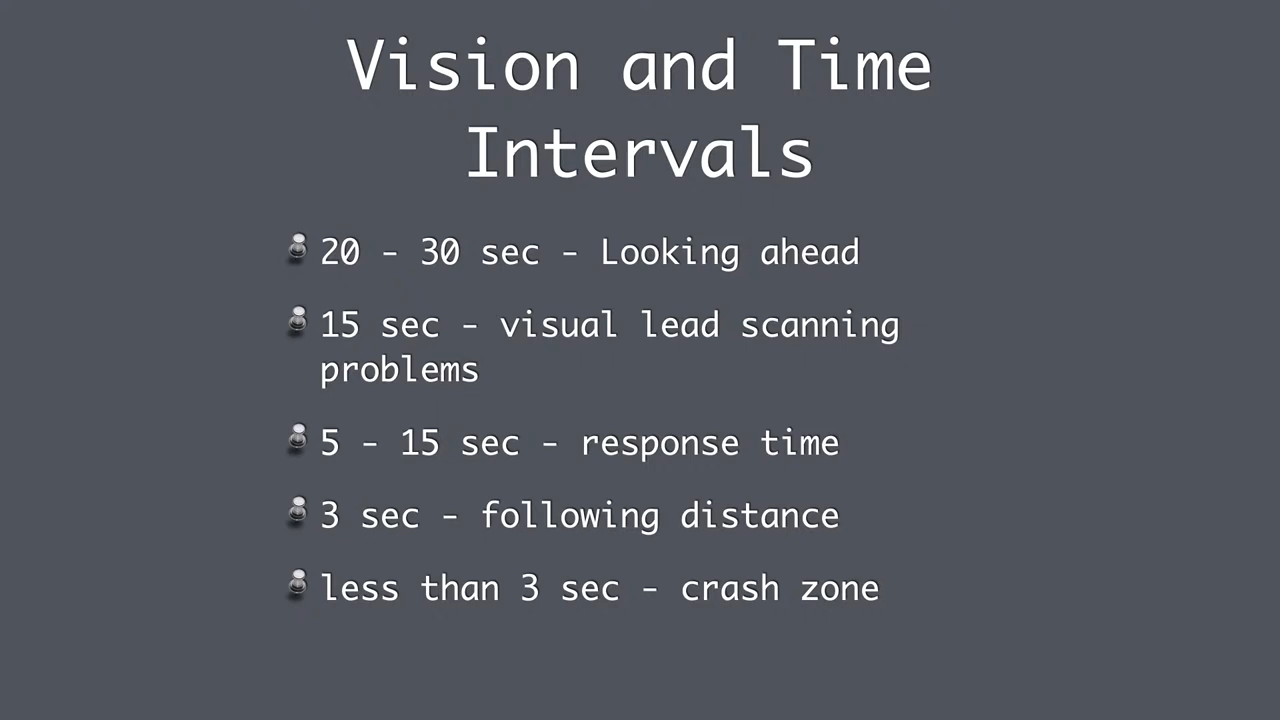 Vision and Time
Intervals
20 - 30 sec - Looking ahead
15 sec - visual lead scanning
problems
5 - 15 sec - response time
3 sec - following distance
less than 3 sec - crash zone